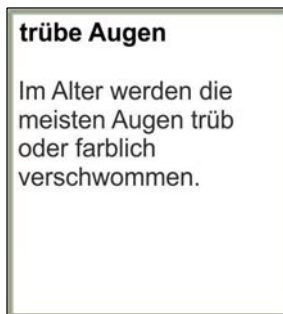 trübe Augen
Im Alter werden die
meisten Augen trüb
oder farblich
verschwommen.